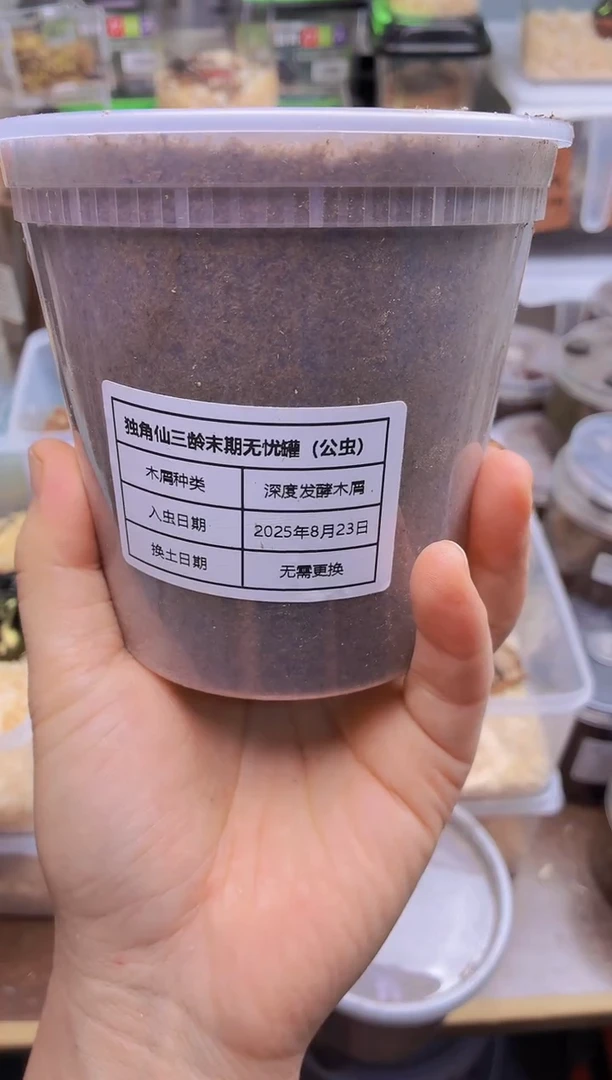 独角仙三龄末期无忧罐（公虫）
木屑种类 深度发酵木屑
入虫日期 2025年8月23日
换土日期 无需更换